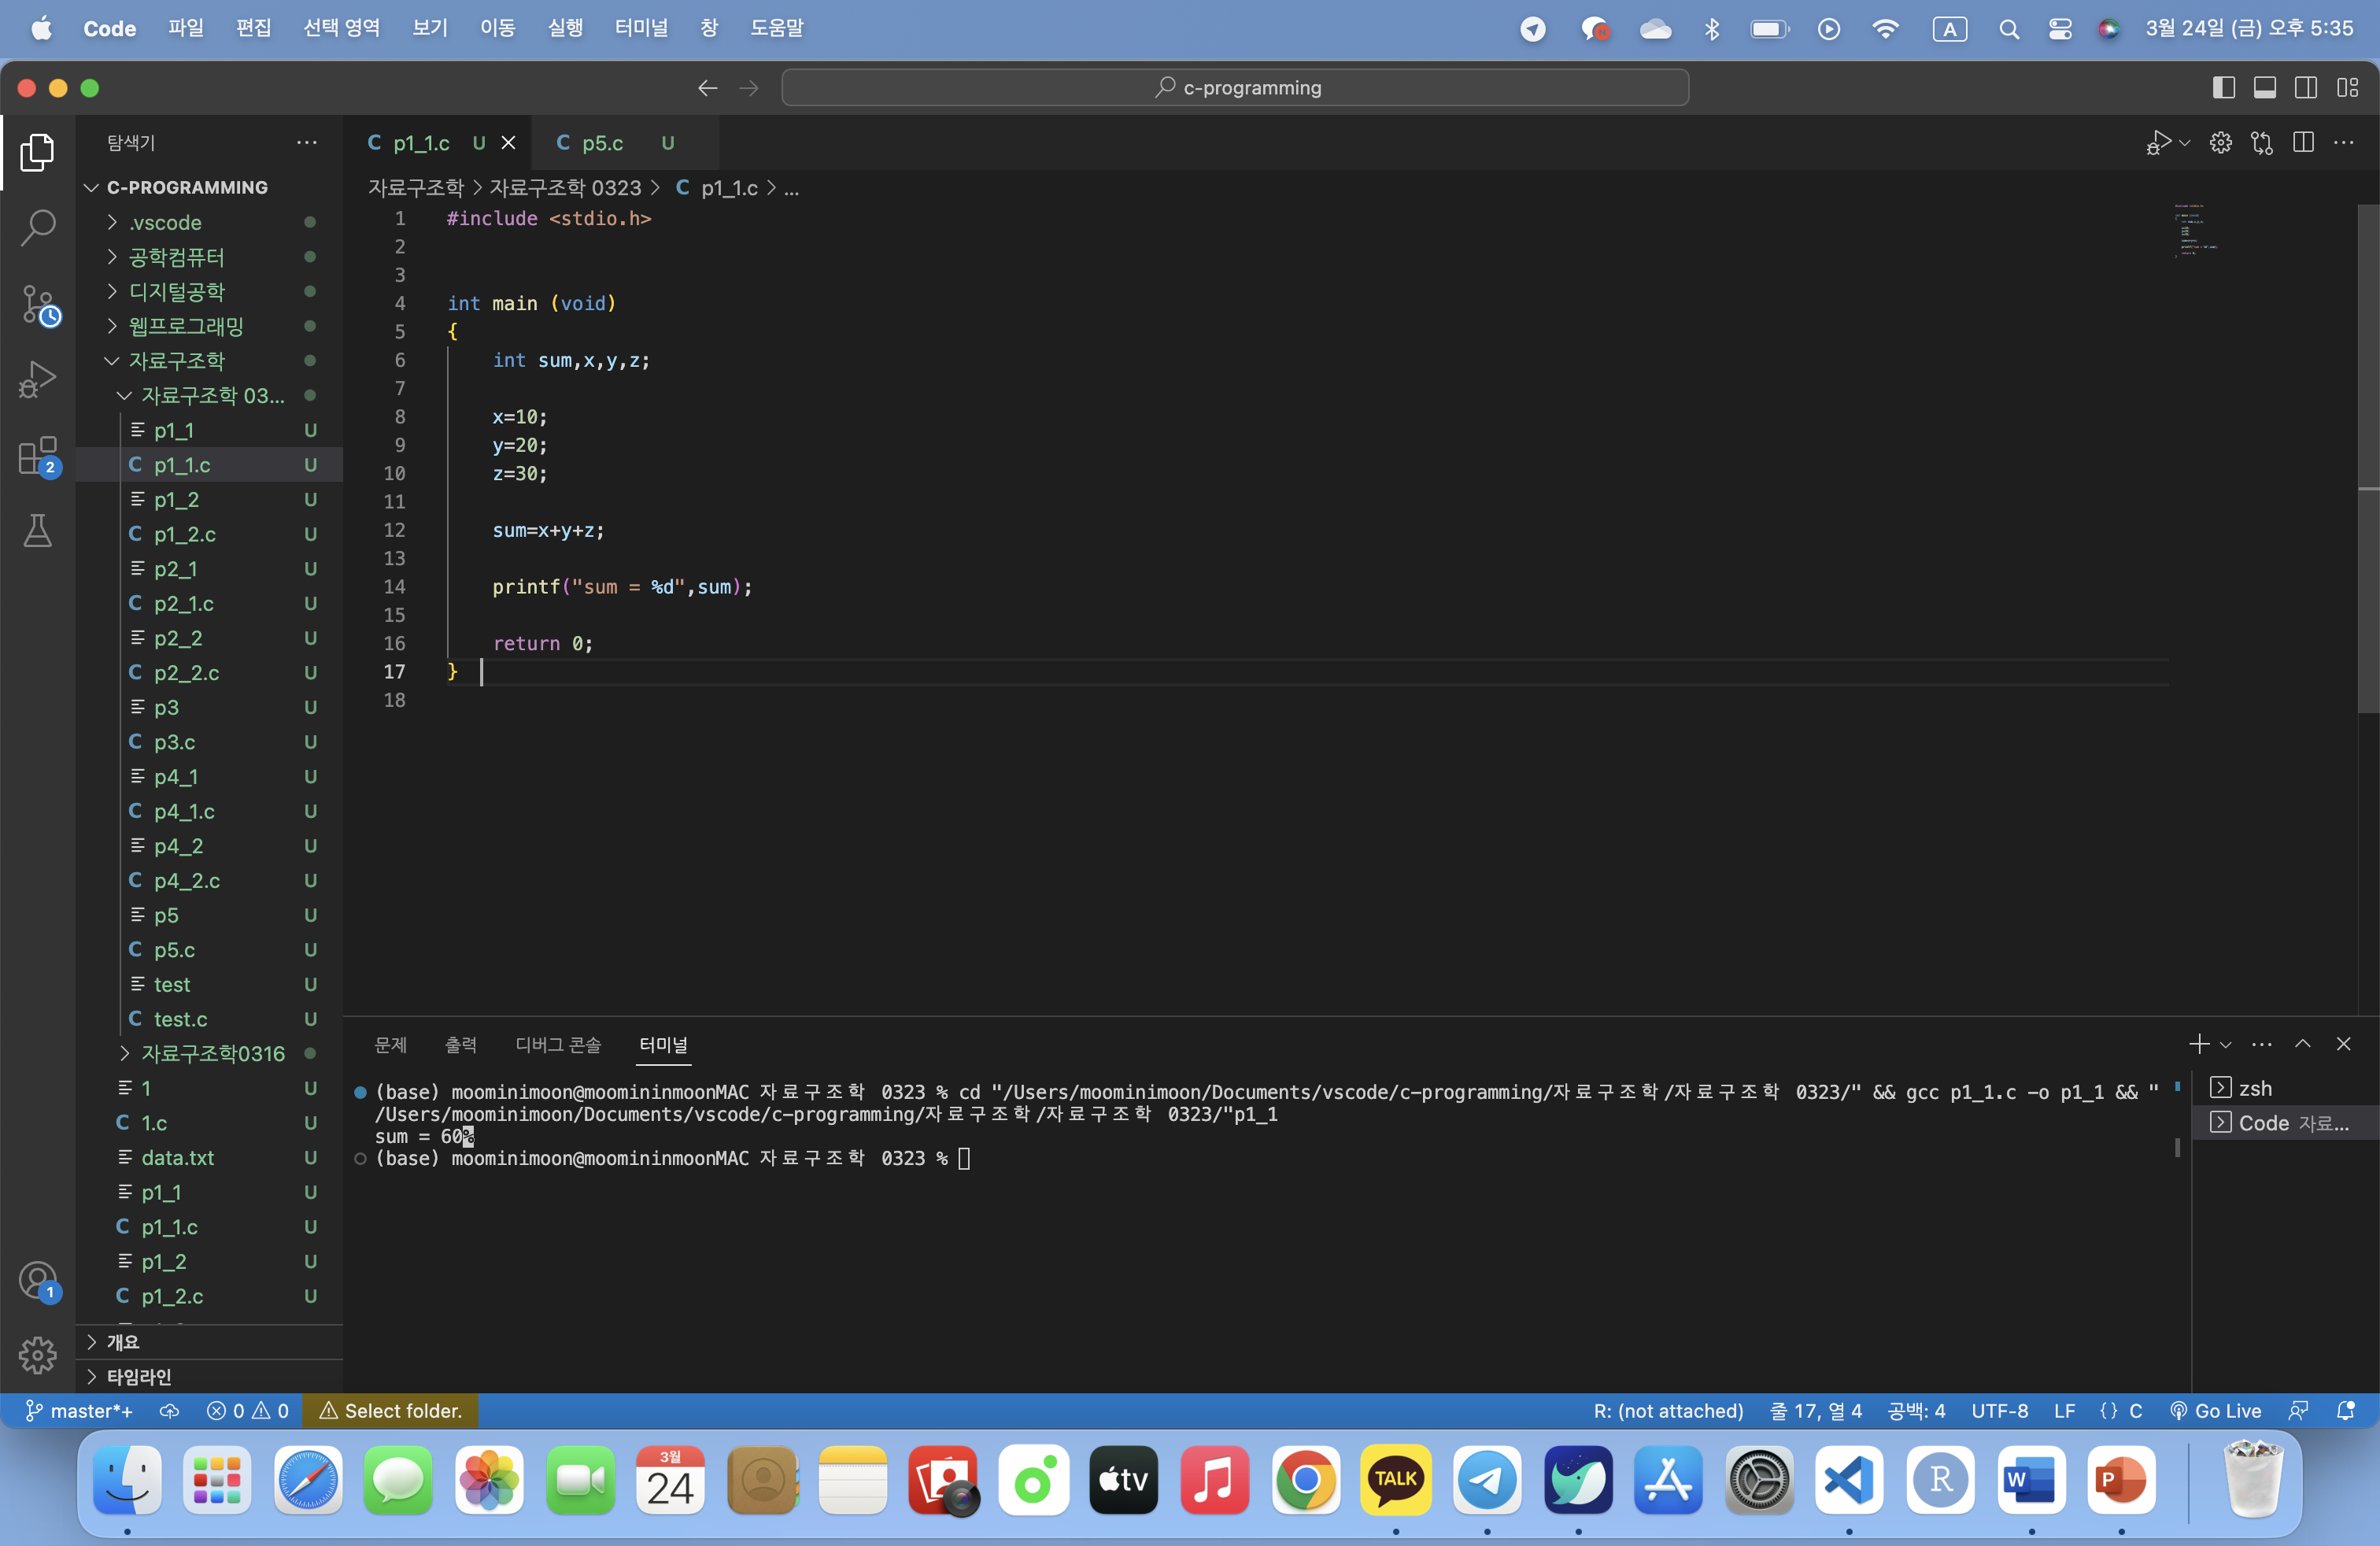 Code 파일 편집 선택 영역 보기 이동 실행 터미널 창 도움말 A 3월 24일 (금) 오후 5:35
c-programming
탐색기
C-PROGRAMMING
.vscode
공학컴퓨터
디지털공학
웹프로그래밍
자료구조학
자료구조학 03...
p1_1 U
C p1_1.c U
p1_2 U
C p1_2.c U
p2_1 U
C p2_1.c U
p2_2 U
C p2_2.c U
p3 U
C p3.c U
p4_1 U
C p4_1.c U
p4_2 U
C p4_2.c U
p5 U
C p5.c U
test U
C test.c U
자료구조학0316
1 U
C 1.c U
data.txt U
p1_1 U
C p1_1.c U
p1_2 U
C p1_2.c U
개요
타임라인
2
1
C p1_1.c U C p5.c U
자료구조학 > 자료구조학 0323 > C p1_1.c > ...
1 #include <stdio.h>
2
3
4 int main (void)
5 {
6 int sum,x,y,z;
7
8 x=10;
9 y=20;
10 z=30;
11
12 sum=x+y+z;
13
14 printf("sum = %d",sum);
15
16 return 0;
17 }
18
문제 출력 디버그 콘솔 터미널
(base) moominimoon@moomininmoonMAC 자료구조학 0323 % cd "/Users/moominimoon/Documents/vscode/c-programming/자료구조학/자료구조학 0323/" && gcc p1_1.c -o p1_1 && "
/Users/moominimoon/Documents/vscode/c-programming/자료구조학/자료구조학 0323/"p1_1
sum = 60%
(base) moominimoon@moomininmoonMAC 자료구조학 0323 %
zsh
Code 자료...
master*+ 0 0 Select folder. R: (not attached) 줄 17, 열 4 공백: 4 UTF-8 LF {} C Go Live
3월
24
tv
TALK
R
W
P